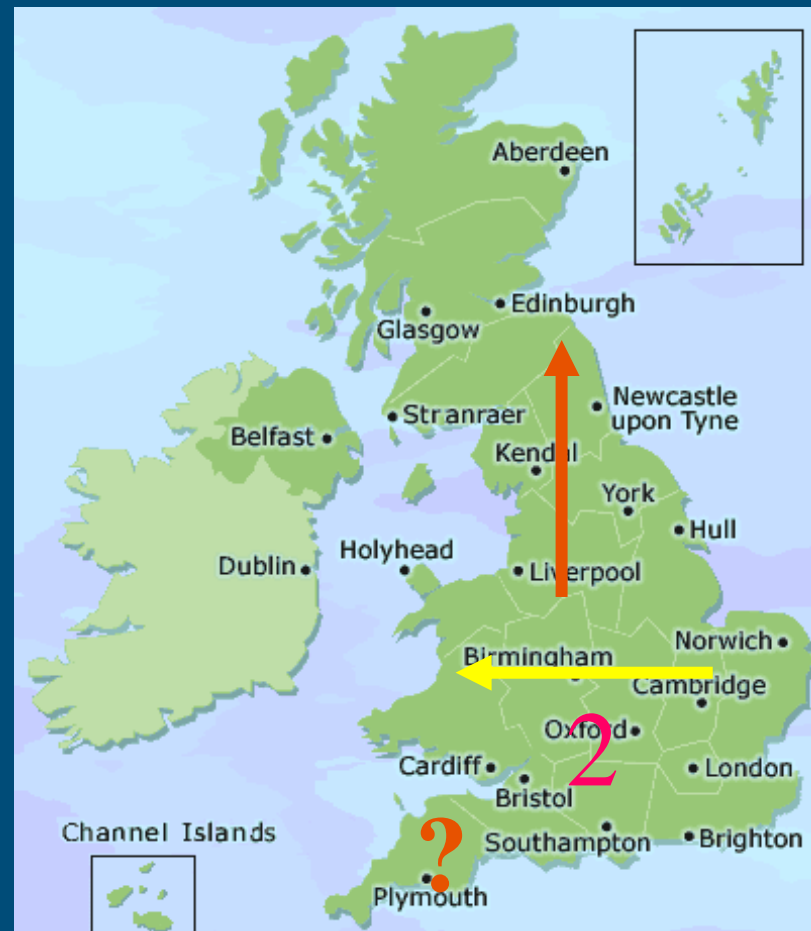 Aberdeen
Edinburgh
Glasgow
Stranraer
Newcastle
upon Tyne
Belfast
Kendal
York
Hull
Holyhead
Dublin
Liverpool
Norwich
Birmingham
Cambridge
Oxford
2
Cardiff
London
Bristol
Channel Islands
?
Southampton
Brighton
Plymouth